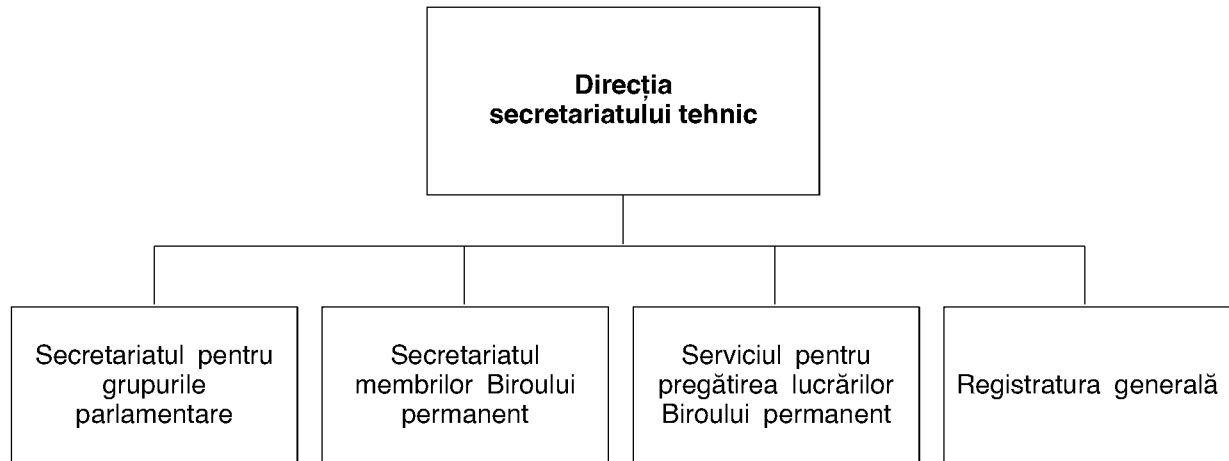 Direcția
secretariatului tehnic
Secretariatul pentru
grupurile
parlamentare
Secretariatul
membrilor Biroului
permanent
Serviciul pentru
pregătirea lucrărilor
Biroului permanent
Registratura generală